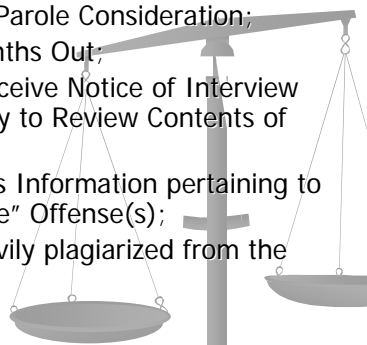 Parole Consideration;
nths Out;
ceive Notice of Interview
y to Review Contents of
s Information pertaining to
e" Offense(s);
vily plagiarized from the